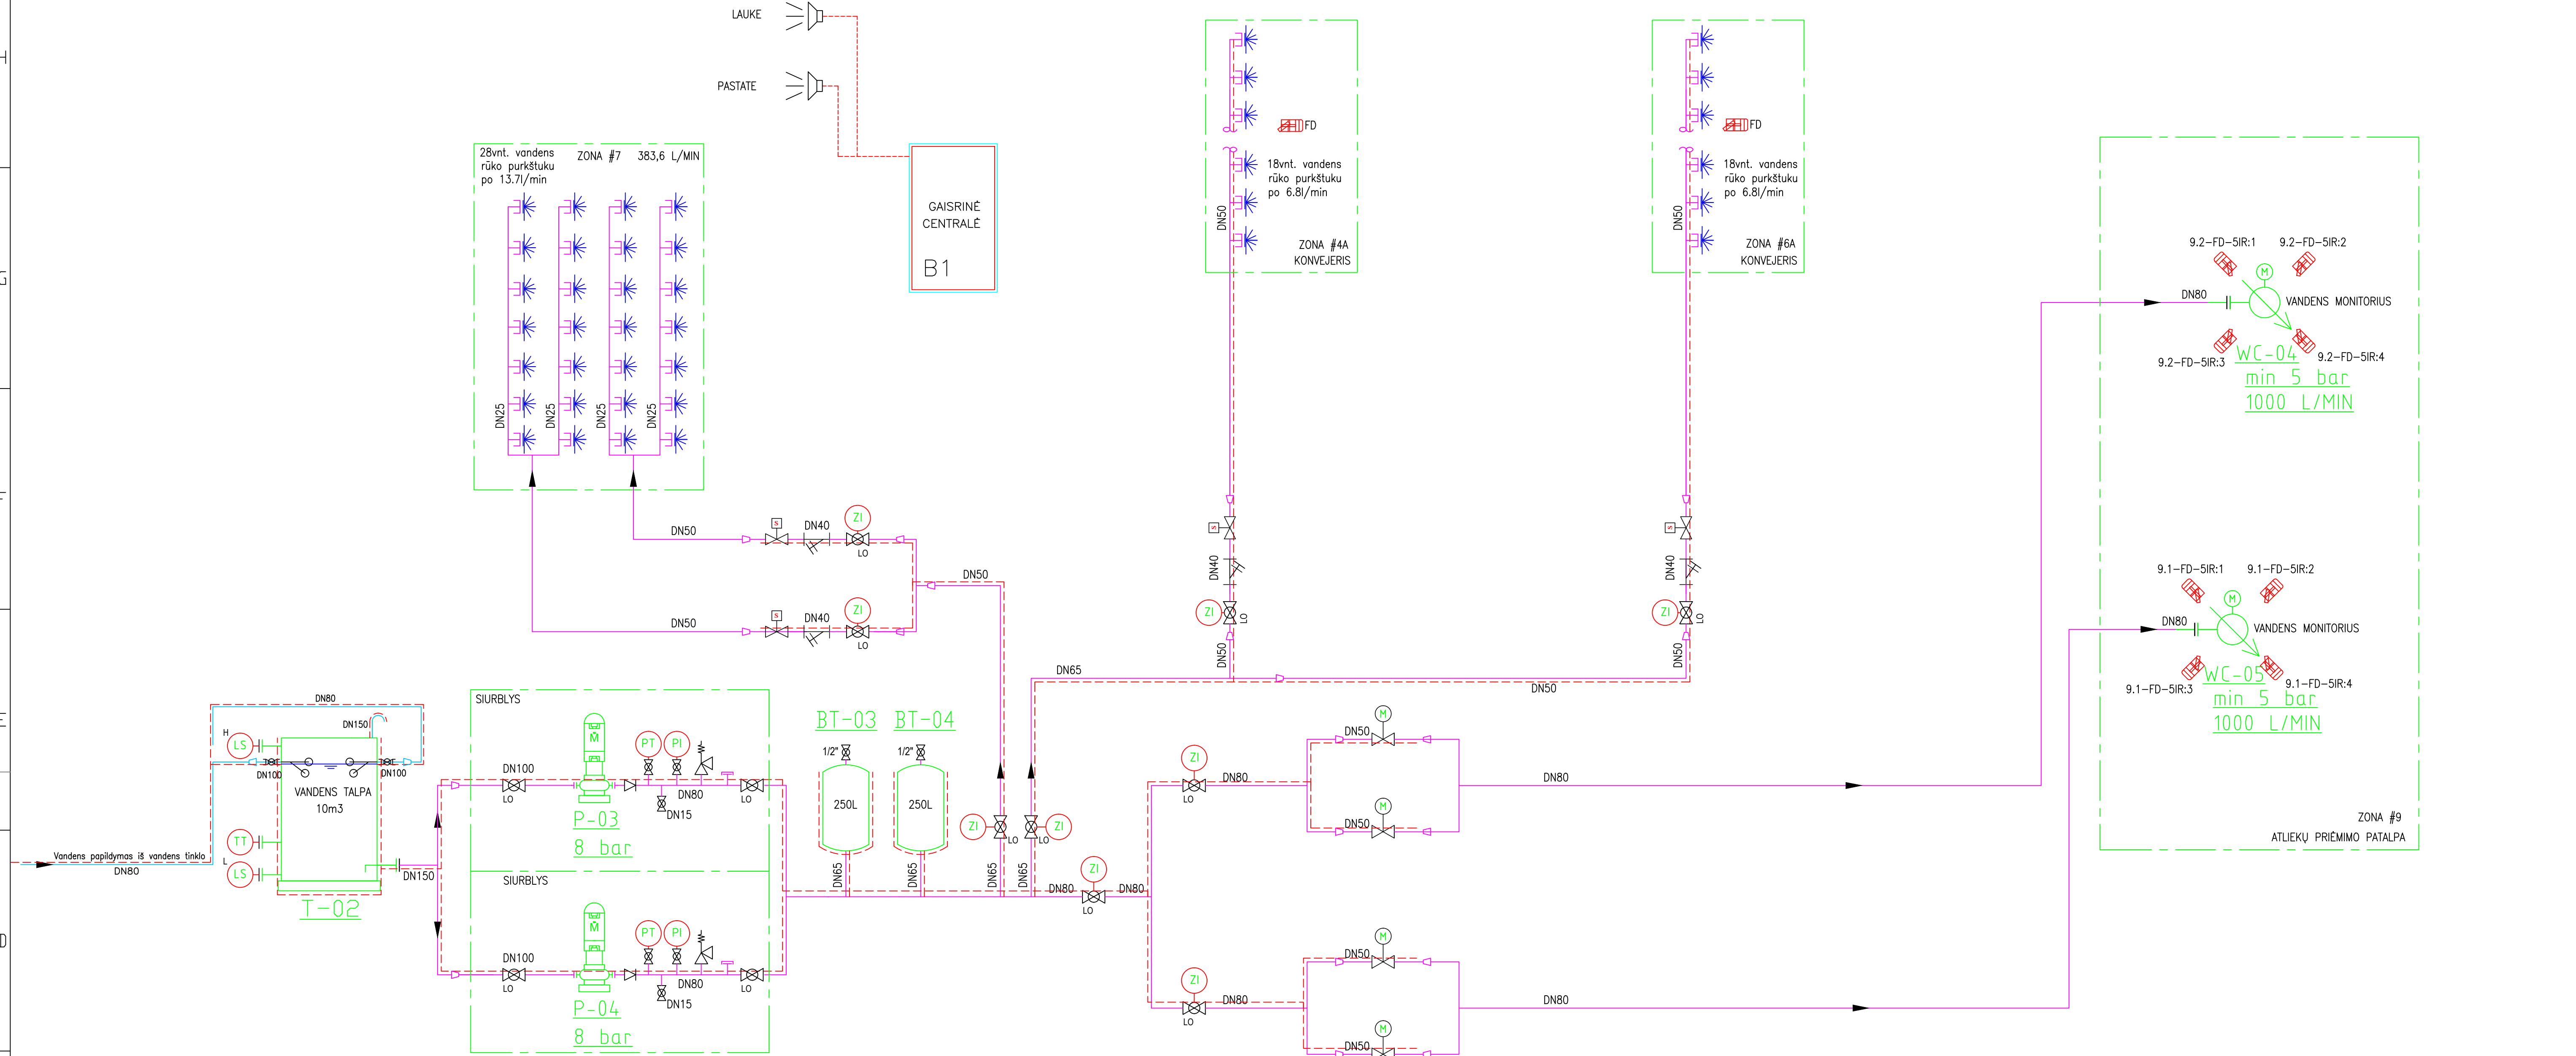 LAUKE
PASTATE
28vnt. vandens
rūko purkštuku
po 13.7l/min
ZONA #7 383,6 L/MIN
DN25
DN25
DN25
DN25
GAISRINĖ
CENTRALĖ
B1
FD
18vnt. vandens
rūko purkštuku
po 6.8l/min
DN50
ZONA #4A
KONVEJERIS
FD
18vnt. vandens
rūko purkštuku
po 6.8l/min
DN50
ZONA #6A
KONVEJERIS
9.2-FD-5IR:1
9.2-FD-5IR:2
M
DN80
VANDENS MONITORIUS
9.2-FD-5IR:3
WC-04
9.2-FD-5IR:4
min 5 bar
1000 L/MIN
9.1-FD-5IR:1
9.1-FD-5IR:2
M
DN80
VANDENS MONITORIUS
9.1-FD-5IR:3
WC-05
9.1-FD-5IR:4
min 5 bar
1000 L/MIN
ZONA #9
ATLIEKŲ PRIĖMIMO PATALPA
G
F
E
D
DN50
S
DN40
ZI
LO
DN50
DN50
S
DN40
ZI
LO
S
DN40
ZI
LO
DN50
S
DN40
ZI
LO
DN50
DN65
DN50
DN80
DN150
H
LS
DN100
DN100
VANDENS TALPA
10m3
TT
L
LS
Vandens papildymas iš vandens tinklo
DN80
T-02
DN150
SIURBLYS
DN100
LO
M
P-03
8 bar
PT
PI
DN80
DN15
LO
SIURBLYS
DN100
LO
M
P-04
8 bar
PT
PI
DN80
DN15
LO
BT-03
1/2"
250L
DN65
BT-04
1/2"
250L
DN65
ZI
LO
DN65
ZI
LO
DN65
DN80
ZI
LO
DN80
ZI
LO
DN80
M
DN50
M
DN50
DN80
ZI
LO
DN80
M
DN50
M
DN50
DN80